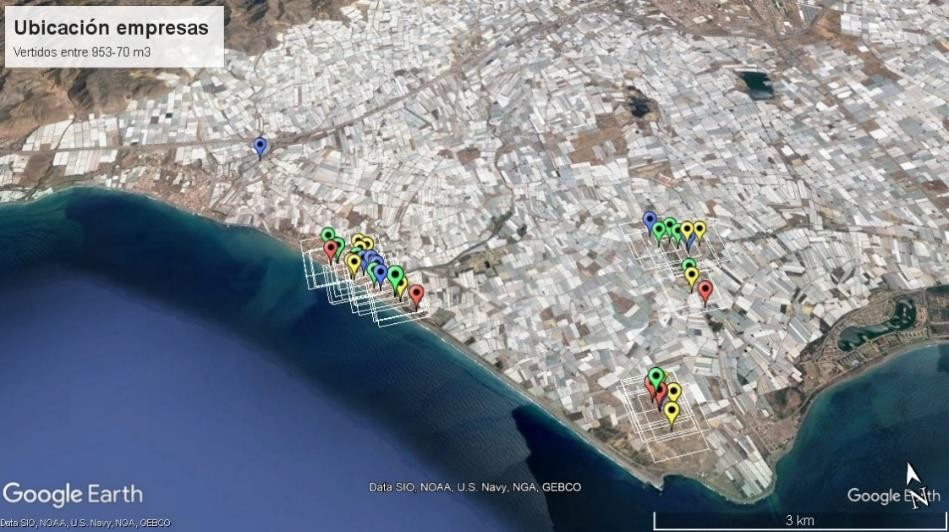 Ubicación empresas
Vertidos entre 953-70 m3
Google Earth
Data SIO, NOAA, U.S. Navy, NGA, GEBCO
Data SIO, NOAA, U.S. Navy, NGA, GEBCO
Google Earth
N
3 km